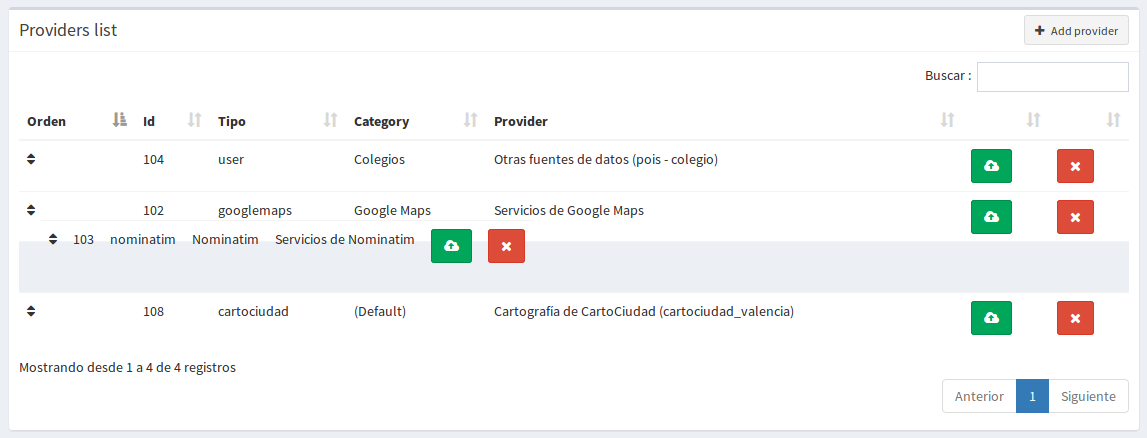 Providers list
Add provider
Buscar :
Orden Id Tipo Category Provider
104 user Colegios Otras fuentes de datos (pois - colegio)
102 googlemaps Google Maps Servicios de Google Maps
103 nominatim Nominatim Servicios de Nominatim
108 cartociudad (Default) Cartografía de CartoCiudad (cartociudad_valencia)
Mostrando desde 1 a 4 de 4 registros
Anterior 1 Siguiente